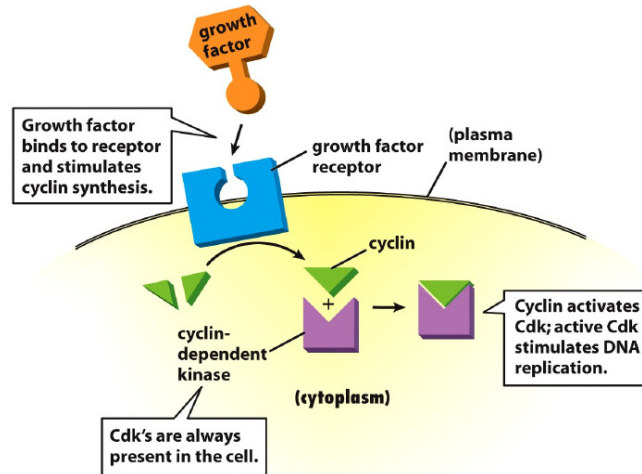 growth
factor
Growth factor
binds to receptor
and stimulates
cyclin synthesis.
growth factor
receptor
(plasma
membrane)
cyclin
+
cyclin-
dependent
kinase
Cyclin activates
Cdk; active Cdk
stimulates DNA
replication.
(cytoplasm)
Cdk's are always
present in the cell.